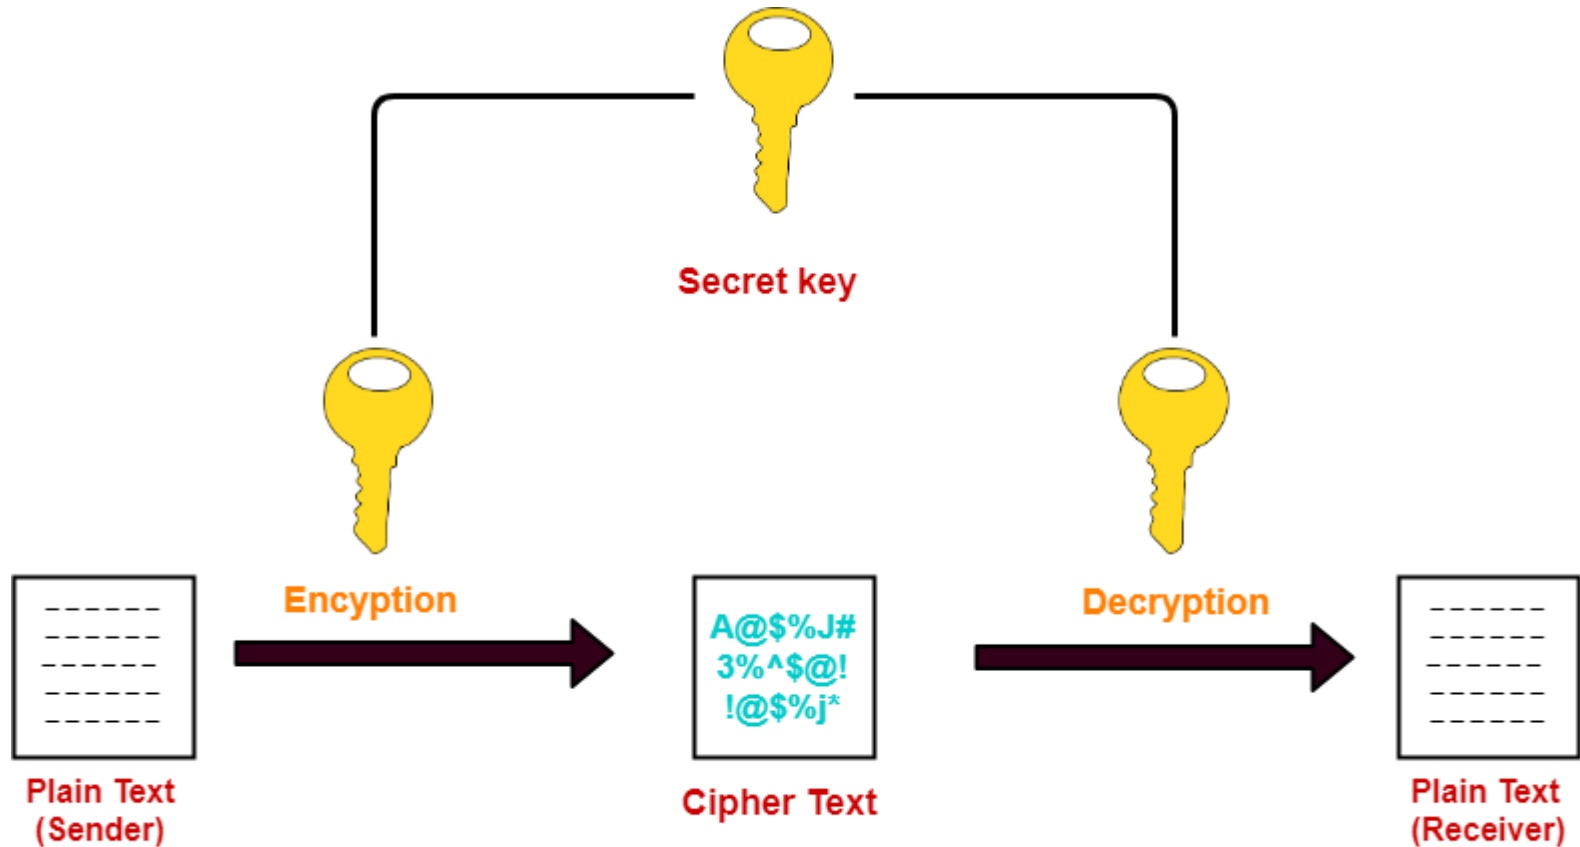 Secret key
Encyption
Decryption
A@$%J#
3%^$@!
!@$%j*
Plain Text
(Sender)
Cipher Text
Plain Text
(Receiver)